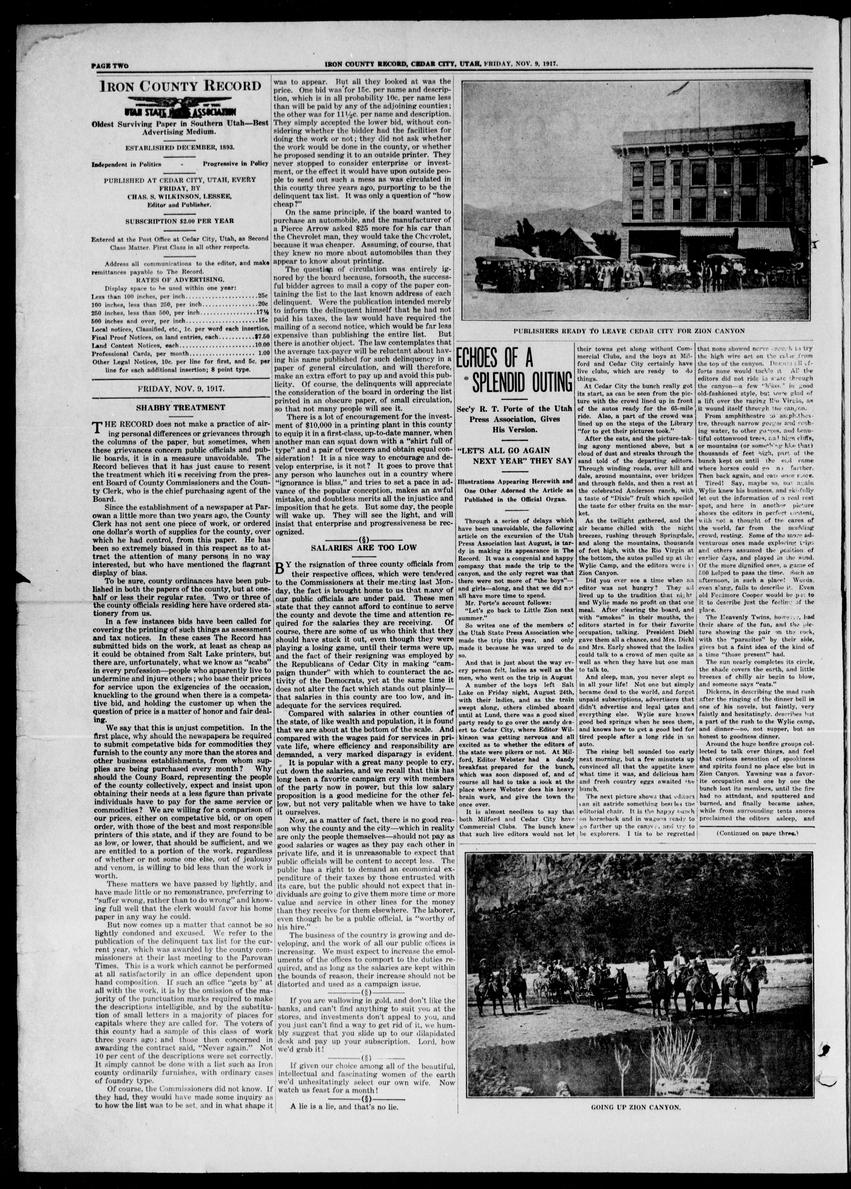 PAGE TWO
IRON COUNTY RECORD, CEDAR CITY, UTAH, FRIDAY, NOV. 9, 1917.
IRON COUNTY RECORD
UTAH STATE PRESS ASSOCIATION
Oldest Surviving Paper in Southern Utah—Best
Advertising Medium.
ESTABLISHED DECEMBER, 1893.
Independent in Politics - Progressive in Policy
PUBLISHED AT CEDAR CITY, UTAH, EVERY
FRIDAY, BY
CHAS. S. WILKINSON, LESSEE,
Editor and Publisher.
SUBSCRIPTION $2.00 PER YEAR
Entered at the Post Office at Cedar City, Utah, as Second
Class Matter. First Class in all other respects.
Address all communications to the editor, and make
remittances payable to The Record.
RATES OF ADVERTISING.
Display space to be used within one year:
Less than 100 inches, per inch......................25c
100 inches, less than 250, per inch..................20c
250 inches, less than 500, per inch.................17½
500 inches and over, per inch.......................15c
Local notices, Classified, etc., 1c. per word each insertion,
Final Proof Notices, on land entries, each.........$7.50
Land Contest Notices, each.........................10.00
Professional Cards, per month....................... 1.00
Other Legal Notices, 10c. per line for first, and 5c. per
line for each additional insertion; 8 point type.
FRIDAY, NOV. 9, 1917.
SHABBY TREATMENT
THE RECORD does not make a practice of air-
ing personal differences or grievances through
the columns of the paper, but sometimes, when
these grievances concern public officials and pub-
lic boards, it is in a measure unavoidable. The
Record believes that it has just cause to resent
the treatment which it is receiving from the pres-
ent Board of County Commissioners and the Coun-
ty Clerk, who is the chief purchasing agent of the
Board.
Since the establishment of a newspaper at Par-
owan a little more than two years ago, the County
Clerk has not sent one piece of work, or ordered
one dollar's worth of supplies for the county, over
which he had control, from this paper. He has
been so extremely biased in this respect as to at-
tract the attention of many persons in no way
interested, but who have mentioned the flagrant
display of bias.
To be sure, county ordinances have been pub-
lished in both the papers of the county, but at one-
half or less their regular rates. Two or three of
the county officials residing here have ordered sta-
tionery from us.
In a few instances bids have been called for
covering the printing of such things as assessment
and tax notices. In these cases The Record has
submitted bids on the work, at least as cheap as
it could be obtained from Salt Lake printers, but
there are, unfortunately, what we know as "scabs"
in every profession—people who apparently live to
undermine and injure others; who base their prices
for service upon the exigencies of the occasion,
knuckling to the ground when there is a competa-
tive bid, and holding the customer up when the
question of price is a matter of honor and fair deal-
ing.
We say that this is unjust competition. In the
first place, why should the newspapers be required
to submit competative bids for commodities they
furnish to the county any more than the stores and
other business establishments, from whom sup-
plies are being purchased every month? Why
should the Couny Board, representing the people
of the county collectively, expect and insist upon
obtaining their needs at a less figure than private
individuals have to pay for the same service or
commodities? We are willing for a comparison of
our prices, either on competative bid, or on open
order, with those of the best and most responsible
printers of this state, and if they are found to be
as low, or lower, that should be sufficient, and we
are entitled to a portion of the work, regardless
of whether or not some one else, out of jealousy
and venom, is willing to bid less than the work is
worth.
These matters we have passed by lightly, and
have made little or no remonstrance, preferring to
"suffer wrong, rather than to do wrong" and know-
ing full well that the clerk would favor his home
paper in any way he could.
But now comes up a matter that cannot be so
lightly condoned and excused. We refer to the
publication of the delinquent tax list for the cur-
rent year, which was awarded by the county com-
missioners at their last meeting to the Parowan
Times. This is a work which cannot be performed
at all satisfactorily in an office dependent upon
hand composition. If such an office "gets by" at
all with the work, it is by the omission of the ma-
jority of the punctuation marks required to make
the descriptions intelligible, and by the substitu-
tion of small letters in a majority of places for
capitals where they are called for. The voters of
this county had a sample of this class of work
three years ago; and those then concerned in
awarding the contract said, "Never again." Not
10 per cent of the descriptions were set correctly.
It simply cannot be done with a list such as Iron
county ordinarily furnishes, with ordinary cases
of foundry type.
Of course, the Commissioners did not know. If
they had, they would have made some inquiry as
to how the list was to be set, and in what shape it
was to appear. But all they looked at was the
price. One bid was for 15c. per name and descrip-
tion, which is in all probability 10c. per name less
than will be paid by any of the adjoining counties;
the other was for 11½c. per name and description.
They simply accepted the lower bid, without con-
sidering whether the bidder had the facilities for
doing the work or not; they did not ask whether
the work would be done in the county, or whether
he proposed sending it to an outside printer. They
never stopped to consider enterprise or invest-
ment, or the effect it would have upon outside peo-
ple to send out such a mess as was circulated in
this county three years ago, purporting to be the
delinquent tax list. It was only a question of "how
cheap?"
On the same principle, if the board wanted to
purchase an automobile, and the manufacturer of
a Pierce Arrow asked $25 more for his car than
the Chevrolet man, they would take the Chevrolet,
because it was cheaper. Assuming, of course, that
they knew no more about automobiles than they
appear to know about printing.
The question of circulation was entirely ig-
nored by the board because, forsooth, the success-
ful bidder agrees to mail a copy of the paper con-
taining the list to the last known address of each
delinquent. Were the publication intended merely
to inform the delinquent himself that he had not
paid his taxes, the law would have required the
mailing of a second notice, which would be far less
expensive than publishing the entire list. But
there is another object. The law contemplates that
the average tax-payer will be reluctant about hav-
ing his name published for such delinquency in a
paper of general circulation, and will therefore,
make an extra effort to pay up and avoid this pub-
licity. Of course, the delinquents will appreciate
the consideration of the board in ordering the list
printed in an obscure paper, of small circulation,
so that not many people will see it.
There is a lot of encouragement for the invest-
ment of $10,000 in a printing plant in this county
to equip it in a first-class, up-to-date manner, when
another man can squat down with a "shirt full of
type" and a pair of tweezers and obtain equal con-
sideration! It is a nice way to encourage and de-
velop enterprise, is it not? It goes to prove that
any person who lives in a country where there
"ignorance is bliss," and tries to set a pace in ad-
vance of the popular conception, makes an awful
mistake, and doubtless merits all the injustice and
imposition that he gets. But some day, the people
will wake up. They will see the light, and will
insist that enterprise and progressiveness be rec-
ognized.
(§)
SALARIES ARE TOO LOW
BY the resignation of three county officials from
their respective offices, which were tendered
to the Commissioners at their meeting last Mon-
day, the fact is brought home to us that many of
our public officials are under paid. These men
state that they cannot afford to continue to serve
the county and devote the time and attention re-
quired for the salaries they are receiving. Of
course, there are some of us who think that they
should have stuck it out, even though they were
playing a losing game, until their terms were up,
and the fact of their resigning was employed by
the Republicans of Cedar City in making "cam-
paign thunder" with which to counteract the ac-
tivity of the Democrats, yet at the same time it
does not alter the fact which stands out plainly—
that salaries in this county are too low, and in-
adequate for the services required.
Compared with salaries in other counties of
the state, of like wealth and population, it is found
that we are about at the bottom of the scale. And
compared with the wages paid for services in pri-
vate life, where efficiency and responsibility are
demanded, a very marked disparagy is evident.
It is popular with a great many people to cry,
cut down the salaries, and we recall that this has
long been a favorite campaign cry with members
of the party now in power, but this low salary
proposition is a good medicine for the other fel-
low, but not very palitable when we have to take
it ourselves.
Now, as a matter of fact, there is no good rea-
son why the county and the city—which in reality
are only the people themselves—should not pay as
good salaries or wages as they pay each other in
private life, and it is unreasonable to expect that
public officials will be content to accept less. The
public has a right to demand an economical ex-
penditure of their taxes by those entrusted with
its care, but the public should not expect that in-
dividuals are going to give them more time or more
value and service in other lines for the money
than they receive for them elsewhere. The laborer,
even though he be a public official, is "worthy of
his hire."
The business of the country is growing and de-
veloping, and the work of all our public offices is
increasing. We must expect to increase the emol-
uments of the offices to comport to the duties re-
quired, and as long as the salaries are kept within
the bounds of reason, their increase should not be
distorted and used as a campaign issue.
(§)
If you are wallowing in gold, and don't like the
banks, and can't find anything to suit you at the
stores, and investments don't appeal to you, and
you just can't find a way to get rid of it, we hum-
bly suggest that you slide up to our dilapidated
desk and pay up your subscription. Lord, how
we'd grab it!
(§)
If given our choice among all of the beautiful,
intellectual and fascinating women of the earth
we'd unhesitatingly select our own wife. Now
watch us feast for a month!
(§)
A lie is a lie, and that's no lie.
PUBLISHERS READY TO LEAVE CEDAR CITY FOR ZION CANYON
ECHOES OF A
SPLENDID OUTING
Sec'y R. T. Porte of the Utah
Press Association, Gives
His Version.
"LET'S ALL GO AGAIN
NEXT YEAR" THEY SAY
Illustrations Appearing Herewith and
One Other Adorned the Article as
Published in the Official Organ.
Through a series of delays which
have been unavoidable, the following
article on the excursion of the Utah
Press Association last August, is tar-
dy in making its appearance in The
Record. It was a congenial and happy
company that made the trip to the
canyon, and the only regret was that
there were not more of "the boys"—
and girls—along, and that we did not
all have more time to spend.
Mr. Porte's account follows:
"Let's go back to Little Zion next
summer."
So writes one of the members of
the Utah State Press Association who
made the trip this year, and only
made it because he was urged to do
so.
And that is just about the way ev-
ery person felt, ladies as well as the
men, who went on the trip in August
A number of the boys left Salt
Lake on Friday night, August 24th,
with their Indies, and as the train
swept along, others climbed aboard
until at Lund, there was a good sized
party ready to go over the sandy des-
ert to Cedar City, where Editor Wil-
kinson was getting nervous and all
excited as to whether the editors of
the state were pikers or not. At Mil-
ford, Editor Webster had a dandy
breakfast prepared for the bunch,
which was soon disposed of, and of
course all had to take a look at the
place where Webster does his heavy
brain work, and give the town the
once over.
It is almost needless to say that
both Milford and Cedar City have
Commercial Clubs. The bunch knew
that such live editors would not let
their towns get along without Com-
mercial Clubs, and the boys at Mil-
ford and Cedar City certainly have
live clubs, which are ready to do
things.
At Cedar City the bunch really got
its start, as can be seen from the pic-
ture with the crowd lined up in front
of the autos ready for the 65-mile
ride. Also, a part of the crowd was
lined up on the steps of the Library
"for to get their pictures took."
After the eats, and the picture-tak-
ing agony mentioned above, but a
cloud of dust and streaks through the
sand told of the departing editors.
Through winding roads, over hill and
dale, around mountains, over bridges
and through fields, and then a rest at
the celebrated Anderson ranch, with
a taste of "Dixie" fruit which spoiled
the taste for other fruits on the mar-
ket.
As the twilight gathered, and the
air became chilled with the night
breezes, rushing through Springdale,
and along the mountains, thousands
of feet high, with the Rio Virgin at
the bottom, the autos pulled up at the
Wylie Camp, and the editors were in
Zion Canyon.
Did you ever see a time when an
editor was not hungry? They all
lived up to the tradition that night
and Wylie made no profit on that one
meal. After clearing the board, and
with "smokes" in their mouths, the
editors started in for their favorite
occupation, talking. President Diehl
gave them all a chance, and Mrs. Diehl
and Mrs. Early showed that the ladies
could talk to a crowd of men quite as
well as when they have but one man
to talk to.
And sleep, man, you never slept so
in all your life! Not one but simply
became dead to the world, and forgot
unpaid subscriptions, advertisers that
didn't advertise and legal gates and
everything else. Wylie sure knows
good bed springs when he sees them,
and knows how to get a good bed for
tired people after a long ride in an
auto.
The rising bell sounded too early
next morning, but a few minutes up
convinced all that the appetite knew
what time it was, and delicious ham
and fresh country eggs awaited the
bunch.
The next picture shows that editors
can sit astride something besides the
editorial chair. It is the happy bunch
on horseback and in wagons ready to
go further up the canyon, and try to
be explorers. I tis to be regretted
that none showed nerve enough to try
the high wire act on the cable from
the top of the canyon.
forts none would tackle it. All the
editors did not ride in state through
the canyon—a few in good
old-fashioned style, but were glad of
a lift over the raging Rio Virgin, as
it wound itself through the canyon.
From amphitheatre to amphithea-
tre, through narrow gorges and rush-
ing water, to other gorges, and beau-
tiful cottonwood trees, and high cliffs,
or mountains (or something like that)
thousands of feet high, part of the
bunch kept on until the end came
where horses could go no further.
Then back again, and eats once more.
Tired! Say, maybe so, but again
Wylie knew his business, and skilfully
let out the information of a real rest
spot, and here in another picture
shows the editors in perfect content,
with not a thought of the cares of
the world, far from the madding
crowd, resting. Some of the more ad-
venturous ones made exploring trips
and others assumed the position of
earlier days, and played in the sand.
Of the more dignified ones, a game of
500 helped to pass the time. Such an
afternoon, in such a place! Words,
even slang, fails to describe it. Even
old Fenimore Cooper would be put to
it to describe just the feeling of the
place.
The Heavenly Twins, however, had
their share of the fun, and the pic-
ture showing the pair on the rock,
with the "parasites" by their side,
gives but a faint idea of the kind of
a time "those present" had.
The sun nearly completes its circle,
the shade covers the earth, and little
breezes of chilly air begin to blow,
and someone says "eats."
Dickens, in describing the mad rush
after the ringing of the dinner bell in
one of his novels, but faintly, very
faintly and hesitatingly, describes but
a part of the rush to the Wylie camp,
and dinner—no, not supper, but an
honest to goodness dinner.
Around the huge bonfire groups col-
lected to talk over things, and feel
that curious sensation of spookiness
and spirits found no place else but in
Zion Canyon. Yawning was a favor-
ite occupation and one by one the
bunch lost its members, until the fire
had no attndant, and sputtered and
burned, and finally became ashes,
while from surrounding tents snores
proclaimed the editors asleep, and
(Continued on page three.)
GOING UP ZION CANYON.